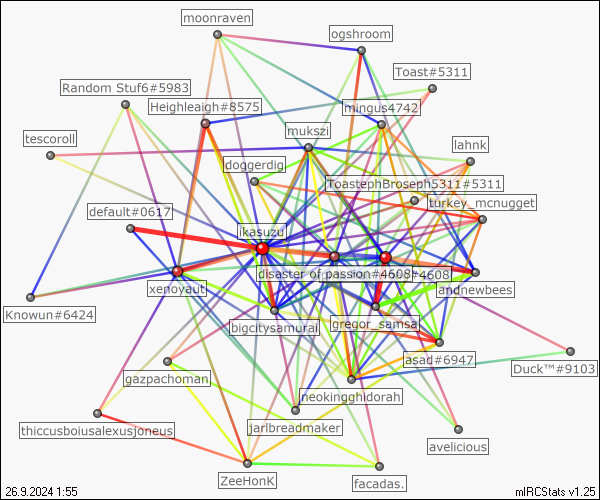 moonraven
ogshroom
Toast#5311
Random Stuf6#5983
Heighleigh#8575
mingus4742
mukszi
tescoroll
lahnk
doggerdig
ToastephBroseph5311#5311
turkey_mcnugget
default#0617
ikasuzu
disaster of passion#4608
#4608
xenoyauk
andnewbees
Knowun#6424
bigcitysamurai
gregor_samsa
asad#6947
Duck™#9103
gazpachoman
neokingghidorah
thiccusboiusalexusjoneus
jarlbreadmaker
avelicious
ZeeHonK
facadas.
26.9.2024 1:55
mIRCStats v1.25